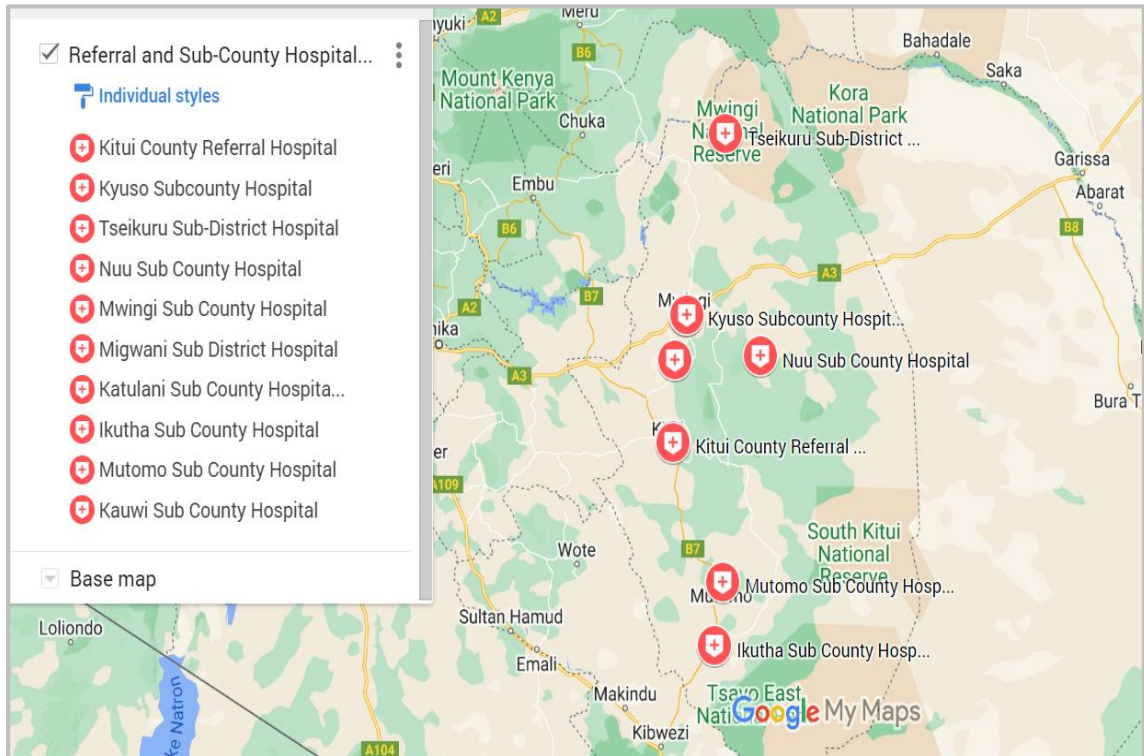 Referral and Sub-County Hospital...
Individual styles
Kitui County Referral Hospital
Kyuso Subcounty Hospital
Tseikuru Sub-District Hospital
Nuu Sub County Hospital
Mwingi Sub County Hospital
Migwani Sub District Hospital
Katulani Sub County Hospita...
Ikutha Sub County Hospital
Mutomo Sub County Hospital
Kauwi Sub County Hospital
Base map
A2
Meru
B6
Mount Kenya
National Park
Chuka
Bahadale
Saka
Kora
National Park
Mwingi
National
Reserve
Tseikuru Sub-District ...
Garissa
Abarat
Embu
B6
B8
A3
B7
A2
Kyuso Subcounty Hospit...
A3
Nuu Sub County Hospital
Bura T
Kitui County Referral ...
A109
South Kitui
National
Reserve
Wote
B7
Mutomo Sub County Hosp...
Loliondo
Sultan Hamud
Emali
Ikutha Sub County Hosp...
Makindu
Tsavo East
Google My Maps
Kibwezi
A104